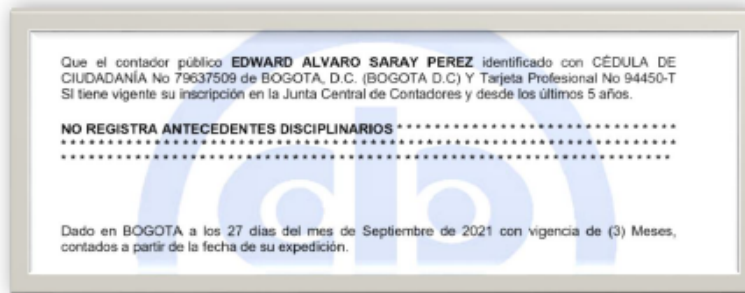 Que el contador público EDWARD ALVARO SARAY PEREZ identificado con CÉDULA DE
CIUDADANÍA No 79637509 de BOGOTA, D.C. (BOGOTA D.C) Y Tarjeta Profesional No 94450-T
SI tiene vigente su inscripción en la Junta Central de Contadores y desde los últimos 5 años.
NO REGISTRA ANTECEDENTES DISCIPLINARIOS * * * * * * * * * * * * * * * * * * * * * * * * * * * * *
* * * * * * * * * * * * * * * * * * * * * * * * * * * * * * * * * * * * * * * * * * * * * * * * * * * * * * * * * * * * * * * *
* * * * * * * * * * * * * * * * * * * * * * * * * * * * * * * * * * * * * * * * * * * * * * * * * * * * * * * * * * * * * * *
Dado en BOGOTA a los 27 días del mes de Septiembre de 2021 con vigencia de (3) Meses,
contados a partir de la fecha de su expedición.